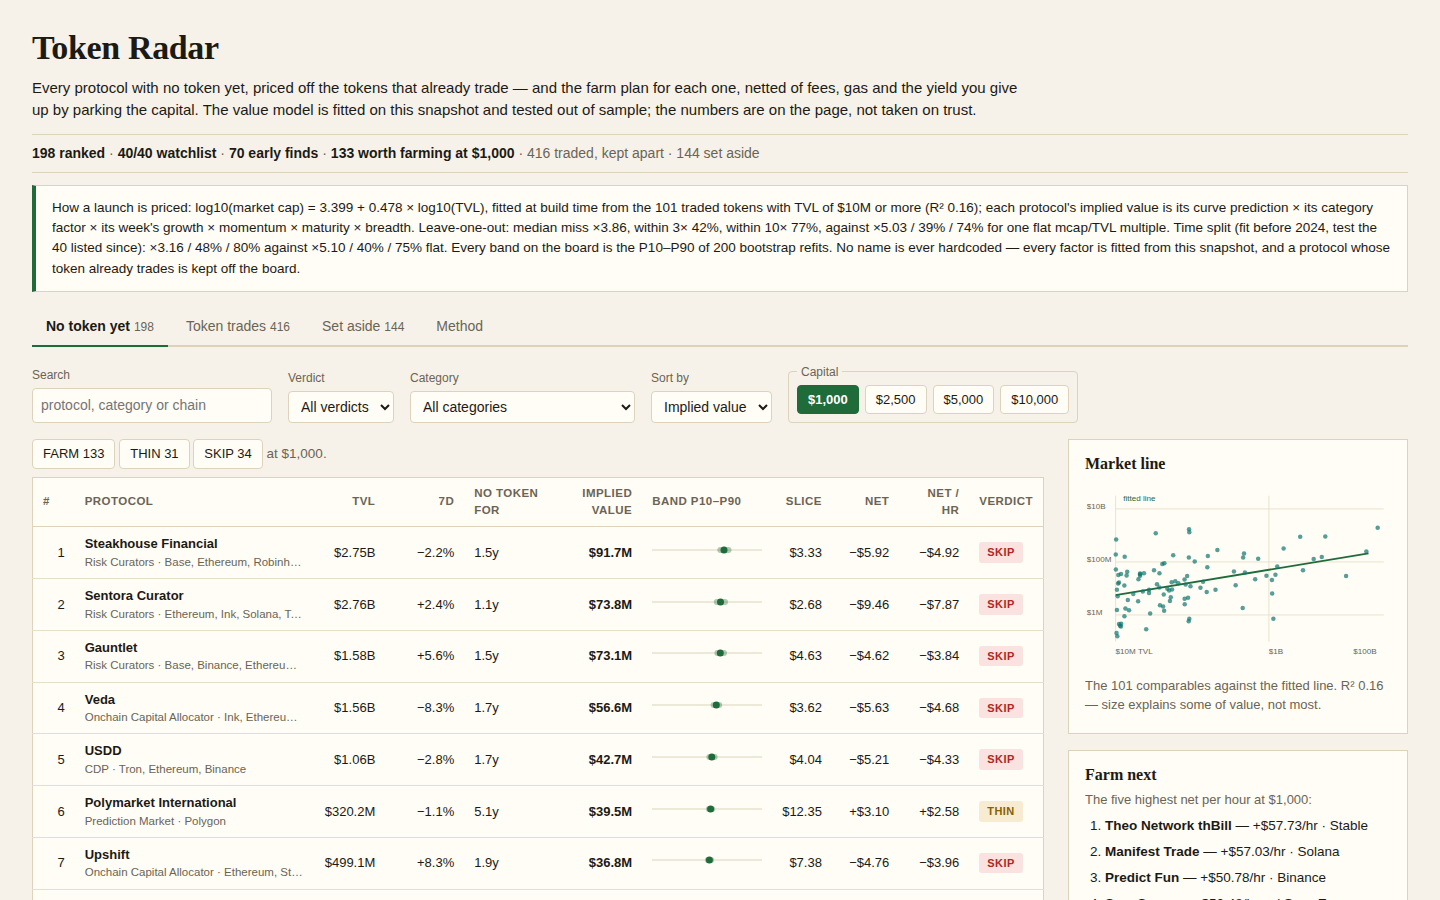 Token Radar
Every protocol with no token yet, priced off the tokens that already trade — and the farm plan for each one, netted of fees, gas and the yield you give
up by parking the capital. The value model is fitted on this snapshot and tested out of sample; the numbers are on the page, not taken on trust.
198 ranked · 40/40 watchlist · 70 early finds · 133 worth farming at $1,000 · 416 traded, kept apart · 144 set aside
How a launch is priced: log10(market cap) = 3.399 + 0.478 × log10(TVL), fitted at build time from the 101 traded tokens with TVL of $10M or more (R² 0.16); each protocol's implied value is its curve prediction × its category
factor × its week's growth × momentum × maturity × breadth. Leave-one-out: median miss ×3.86, within 3× 42%, within 10× 77%, against ×5.03 / 39% / 74% for one flat mcap/TVL multiple. Time split (fit before 2024, test the
40 listed since): ×3.16 / 48% / 80% against ×5.10 / 40% / 75% flat. Every band on the board is the P10–P90 of 200 bootstrap refits. No name is ever hardcoded — every factor is fitted from this snapshot, and a protocol whose
token already trades is kept off the board.
No token yet 198 Token trades 416 Set aside 144 Method
Search Verdict Category Sort by Capital
protocol, category or chain All verdicts All categories Implied value $1,000 $2,500 $5,000 $10,000
FARM 133 THIN 31 SKIP 34 at $1,000.
# PROTOCOL TVL 7D NO TOKEN FOR IMPLIED VALUE BAND P10–P90 SLICE NET NET / HR VERDICT
1 Steakhouse Financial $2.75B −2.2% 1.5y $91.7M $3.33 −$5.92 −$4.92 SKIP
Risk Curators · Base, Ethereum, Robinh…
2 Sentora Curator $2.76B +2.4% 1.1y $73.8M $2.68 −$9.46 −$7.87 SKIP
Risk Curators · Ethereum, Ink, Solana, T…
3 Gauntlet $1.58B +5.6% 1.5y $73.1M $4.63 −$4.62 −$3.84 SKIP
Risk Curators · Base, Binance, Ethereu…
4 Veda $1.56B −8.3% 1.7y $56.6M $3.62 −$5.63 −$4.68 SKIP
Onchain Capital Allocator · Ink, Ethereu…
5 USDD $1.06B −2.8% 1.7y $42.7M $4.04 −$5.21 −$4.33 SKIP
CDP · Tron, Ethereum, Binance
6 Polymarket International $320.2M −1.1% 5.1y $39.5M $12.35 +$3.10 +$2.58 THIN
Prediction Market · Polygon
7 Upshift $499.1M +8.3% 1.9y $36.8M $7.38 −$4.76 −$3.96 SKIP
Onchain Capital Allocator · Ethereum, St…
Market line
fitted line
$10B
$100M
$1M
$10M TVL $1B $100B
The 101 comparables against the fitted line. R² 0.16
— size explains some of value, not most.
Farm next
The five highest net per hour at $1,000:
1. Theo Network thBill — +$57.73/hr · Stable
2. Manifest Trade — +$57.03/hr · Solana
3. Predict Fun — +$50.78/hr · Binance